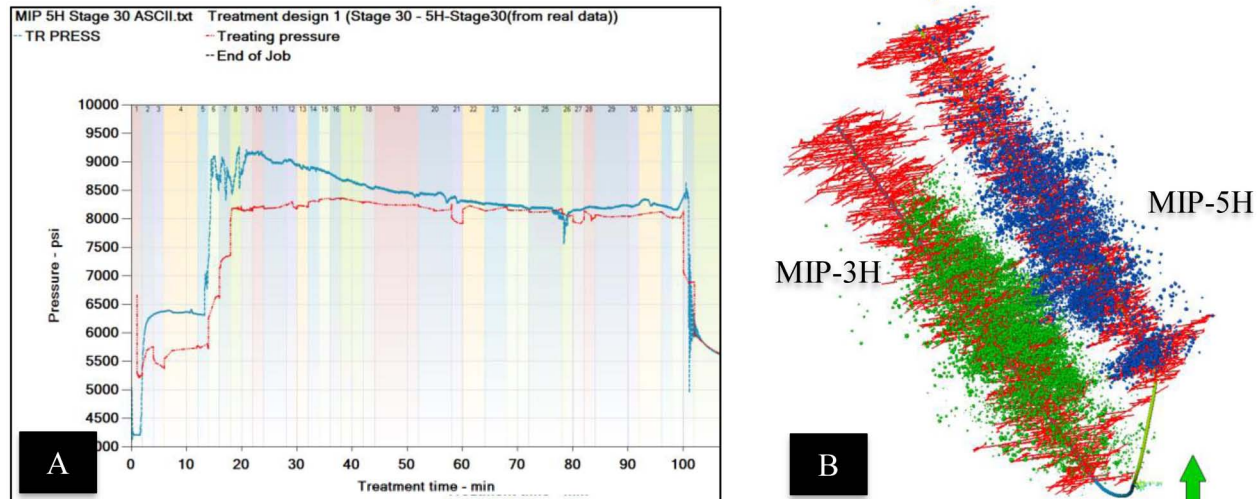 MIP 5H Stage 30 ASCII.txt Treatment design 1 (Stage 30 - 5H-Stage30(from real data))
TR PRESS Treating pressure
End of Job
1 2 3 4 5 6 7 8 9 10 11 12 13 14 15 16 17 18 19 20 21 22 23 24 25 26 27 28 29 30 31 32 33 34
10000
9500
9000
8500
8000
7500
7000
6500
6000
5500
5000
4500
000
Pressure - psi
0 10 20 30 40 50 60 70 80 90 100
Treatment time - min
A
MIP-5H
MIP-3H
B